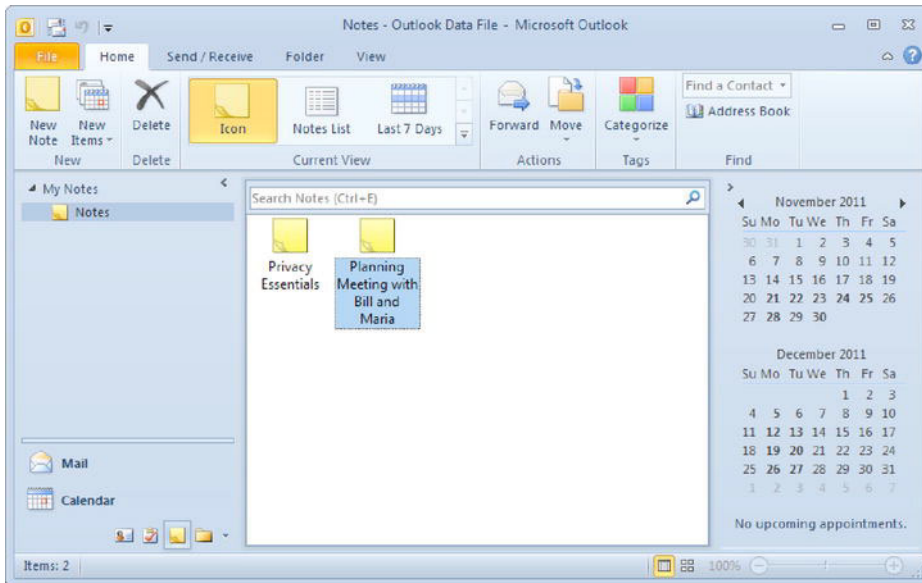 Notes - Outlook Data File - Microsoft Outlook
File Home Send / Receive Folder View
New Note
New Items
Delete
Icon
Notes List
Last 7 Days
Forward
Move
Categorize
Find a Contact
Address Book
New Delete Current View Actions Tags Find
My Notes
Notes
Search Notes (Ctrl+E)
Privacy
Essentials
Planning
Meeting with
Bill and
Maria
November 2011
Su Mo Tu We Th Fr Sa
30 31 1 2 3 4 5
6 7 8 9 10 11 12
13 14 15 16 17 18 19
20 21 22 23 24 25 26
27 28 29 30
December 2011
Su Mo Tu We Th Fr Sa
1 2 3
4 5 6 7 8 9 10
11 12 13 14 15 16 17
18 19 20 21 22 23 24
25 26 27 28 29 30 31
1 2 3 4 5 6 7
No upcoming appointments.
Mail
Calendar
Items: 2
100%